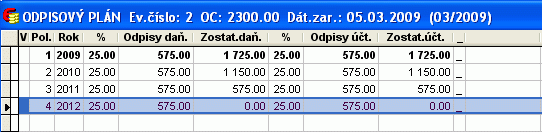 ODPISOVÝ PLÁN Ev.číslo: 2 OC: 2300.00 Dát.zar.: 05.03.2009 (03/2009)
V Pol. Rok % Odpisy daň. Zostat.daň. % Odpisy účt. Zostat.účt. _
1 2009 25.00 575.00 1 725.00 25.00 575.00 1 725.00 _
2 2010 25.00 575.00 1 150.00 25.00 575.00 1 150.00 _
3 2011 25.00 575.00 575.00 25.00 575.00 575.00 _
4 2012 25.00 575.00 0.00 25.00 575.00 0.00 _